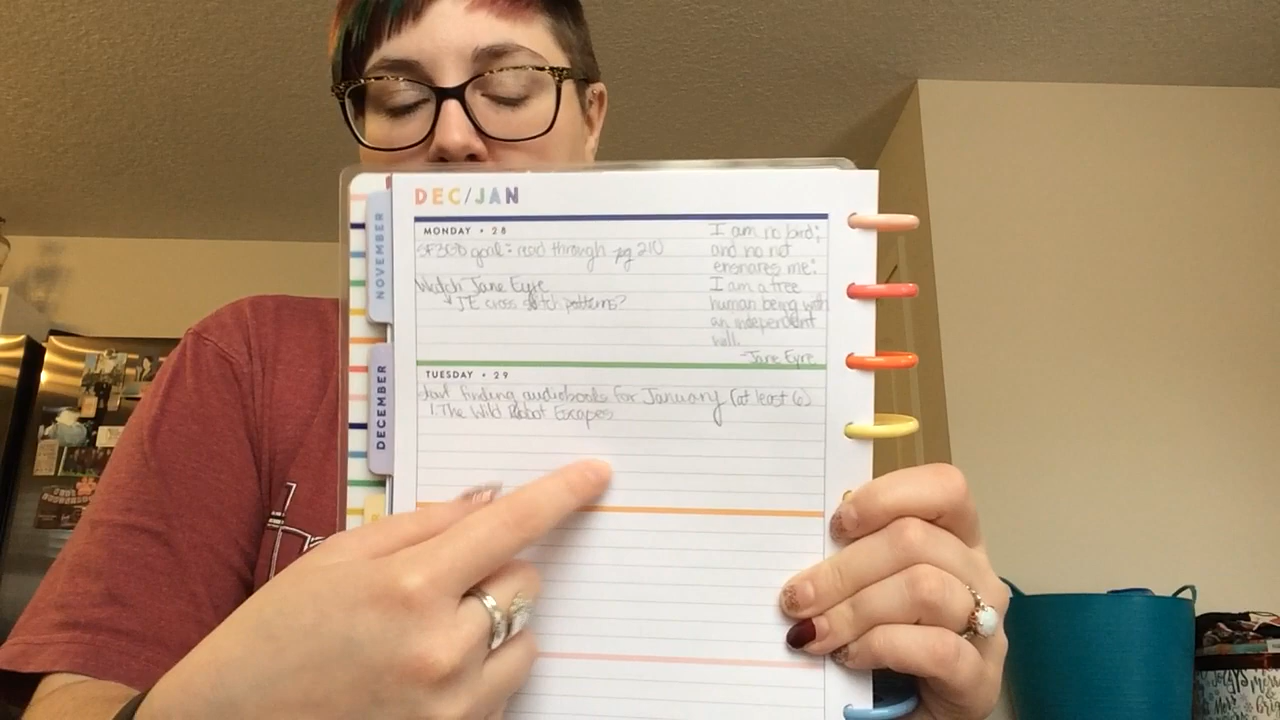 DEC/JAN
NOVEMBER
DECEMBER
MONDAY • 28
goal = read through pg 210
Watch Jane Eyre
JE cross stitch patterns?
I am no bird;
and no net
ensnares me:
I am a free
human being with
an independent
will.
-Jane Eyre
TUESDAY • 29
start finding audiobooks for January (at least 6)
1. The Wild Robot Escapes